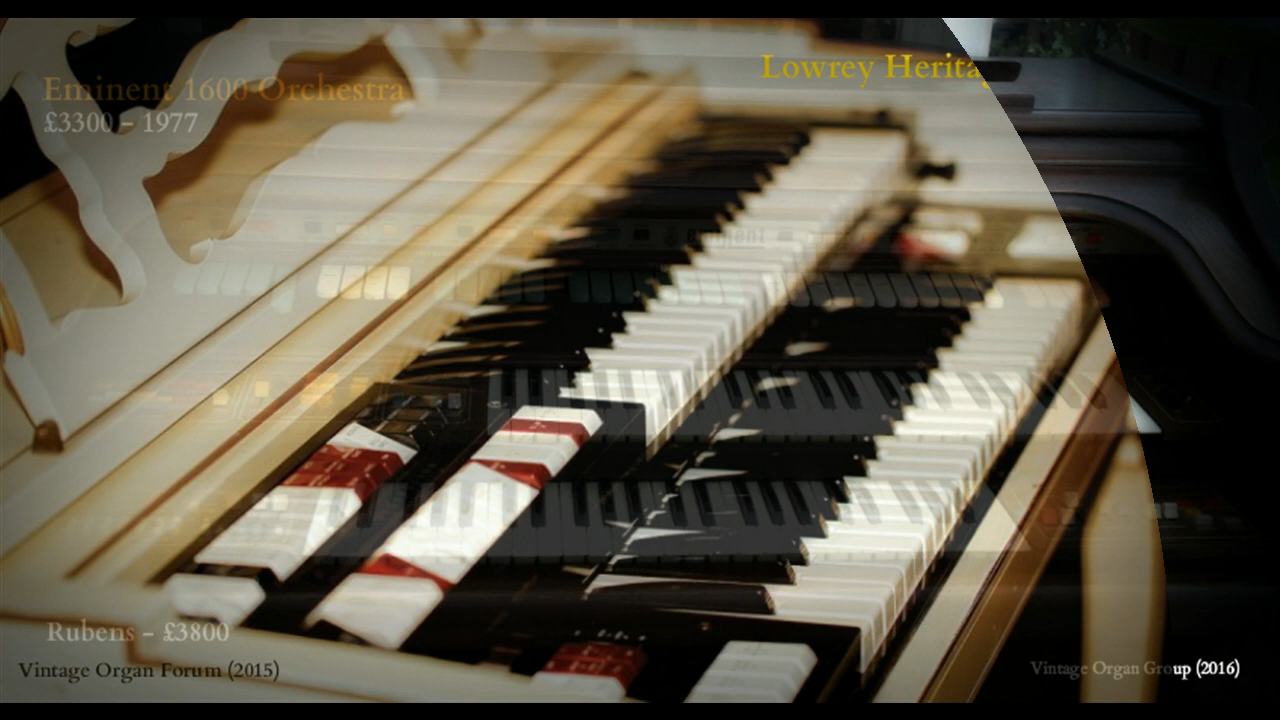 Lowrey Herita
Eminent 1600 Orchestra
£3300 - 1977
Rubens - £3800
Vintage Organ Forum (2015)
Vintage Organ Group (2016)